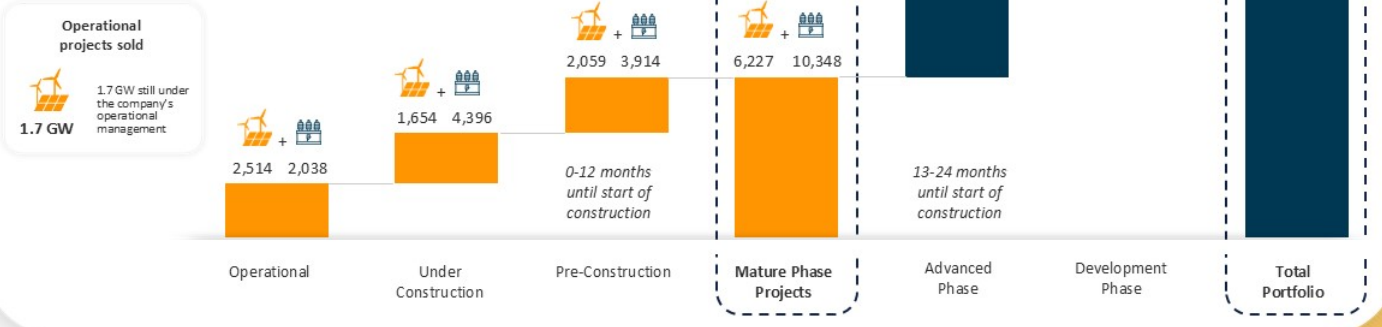 Operational
projects sold
1.7 GW still under
the company's
operational
management
1.7 GW
+
2,514 2,038
+
1,654 4,396
+
2,059 3,914
+
6,227 10,348
0-12 months
until start of
construction
13-24 months
until start of
construction
Operational
Under
Construction
Pre-Construction
Mature Phase
Projects
Advanced
Phase
Development
Phase
Total
Portfolio